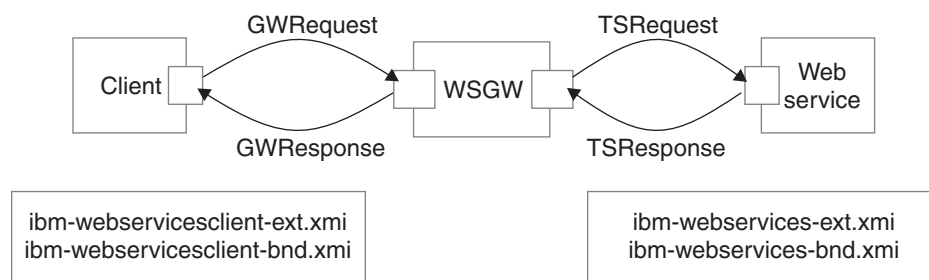 GWRequest
TSRequest
Client
WSGW
Web
service
GWResponse
TSResponse
ibm-webservicesclient-ext.xmi
ibm-webservicesclient-bnd.xmi
ibm-webservices-ext.xmi
ibm-webservices-bnd.xmi